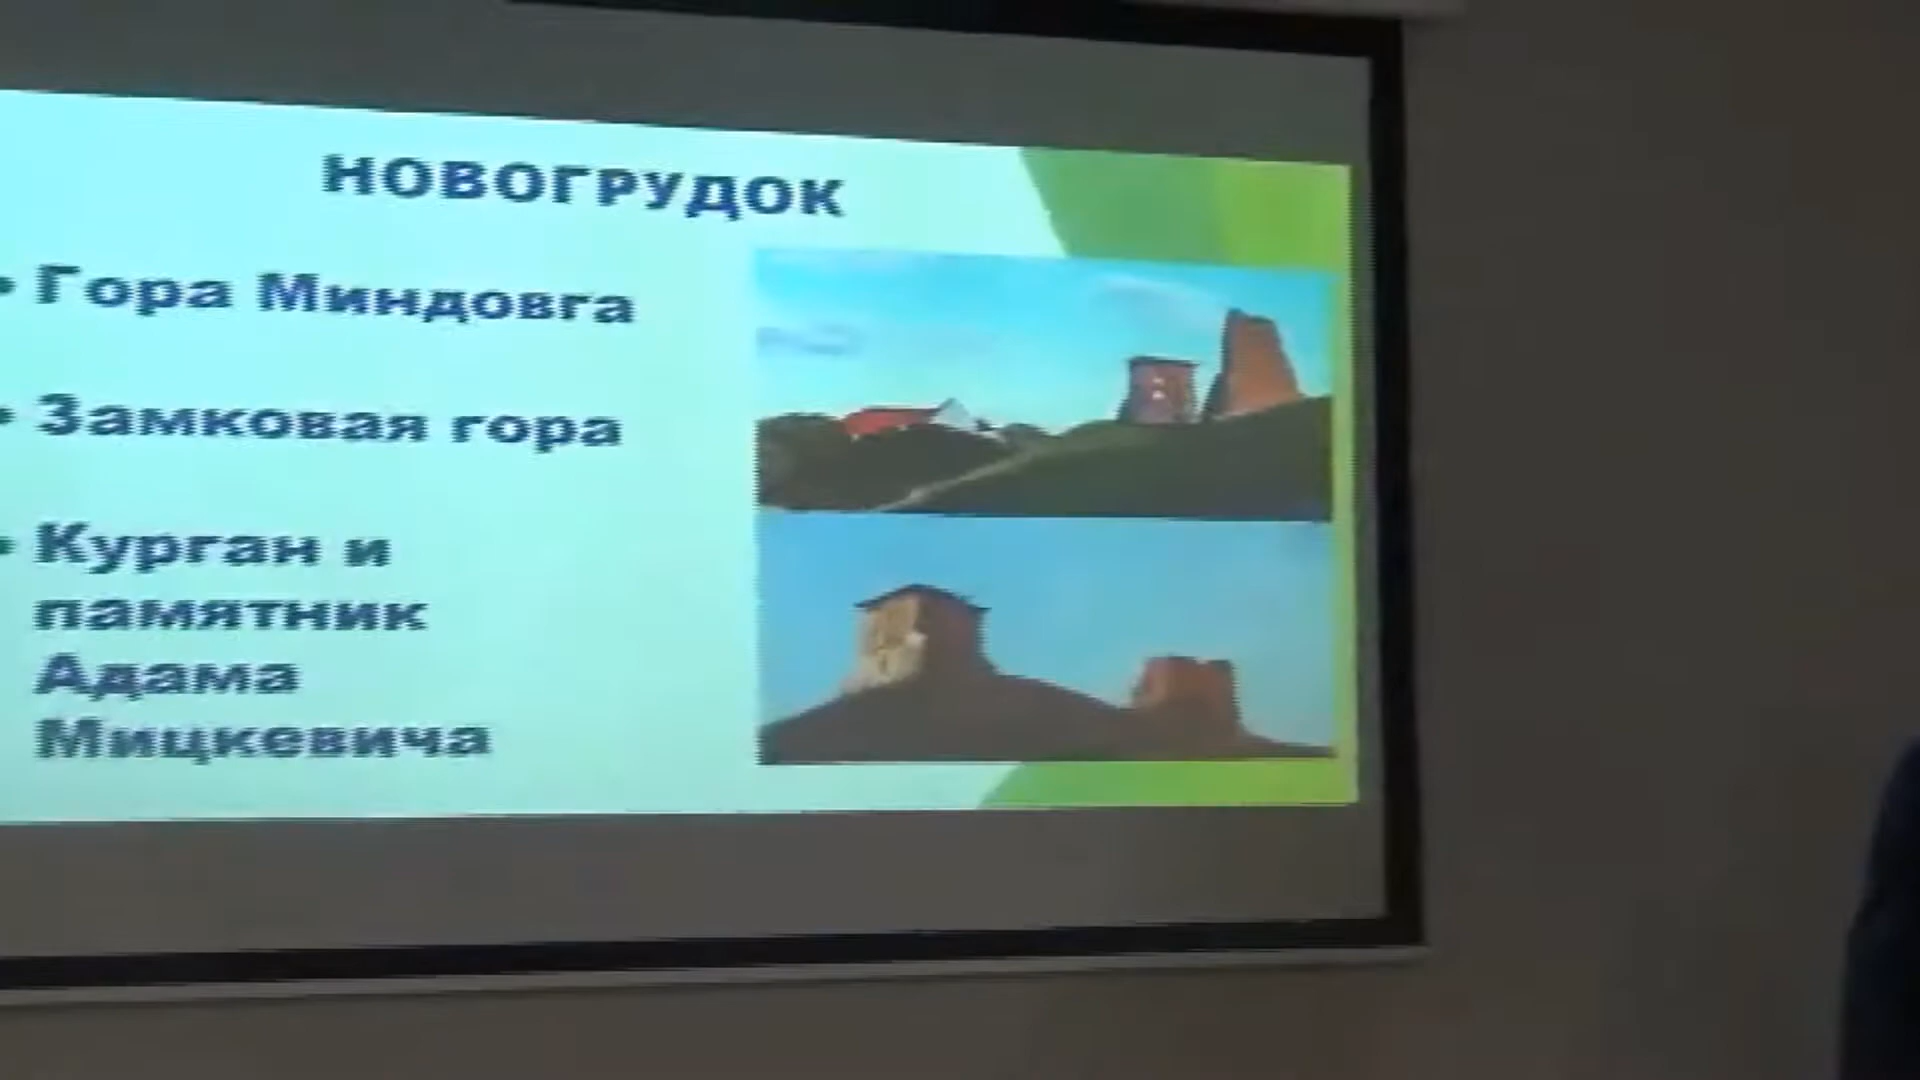 НОВОГРУДОК
• Гора Миндовга
• Замковая гора
• Курган и
памятник
Адама
Мицкевича